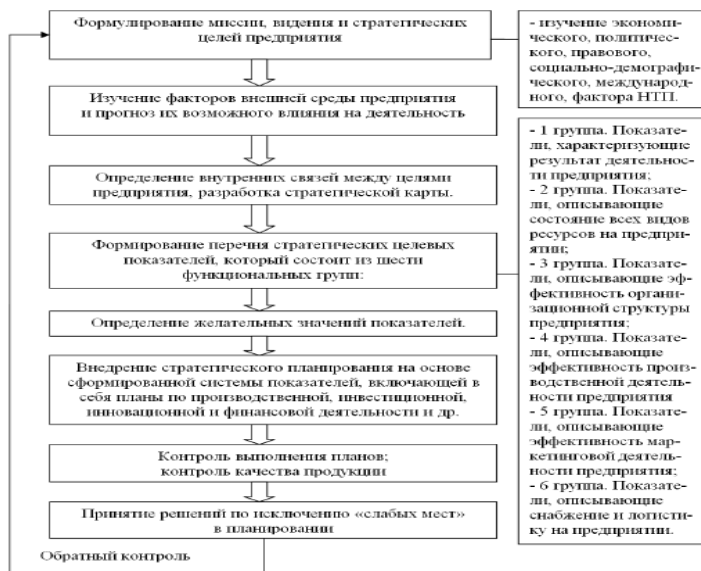 Формулирование миссии, видения и стратегических
целей предприятия
- изучение экономи-
ческого, политичес-
кого, правового,
социально-демографи-
ческого, международ-
ного, фактора НТП.
Изучение факторов внешней среды предприятия
и прогноз их возможного влияния на деятельность
Определение внутренних связей между целями
предприятия, разработка стратегической карты.
Формирование перечня стратегических целевых
показателей, который состоит из шести
функциональных групп:
- 1 группа. Показате-
ли, характеризующие
результат деятельнос-
ти предприятия;
- 2 группа. Показате-
ли, описывающие
состояние всех видов
ресурсов на предпри-
ятии;
- 3 группа. Показате-
ли, описывающие эф-
фективность органи-
зационной структуры
предприятия;
- 4 группа. Показате-
ли, описывающие
эффективность произ-
водственной деятель-
ности предприятия
- 5 группа. Показате-
ли, описывающие
эффективность мар-
кетинговой деятель-
ности предприятия;
- 6 группа. Показате-
ли, описывающие
снабжение и логисти-
ку на предприятии.
Определение желательных значений показателей.
Внедрение стратегического планирования на основе
сформированной системы показателей, включающей в
себя планы по производственной, инвестиционной,
инновационной и финансовой деятельности и др.
Контроль выполнения планов;
контроль качества продукции
Принятие решений по исключению «слабых мест»
в планировании
Обратный контроль